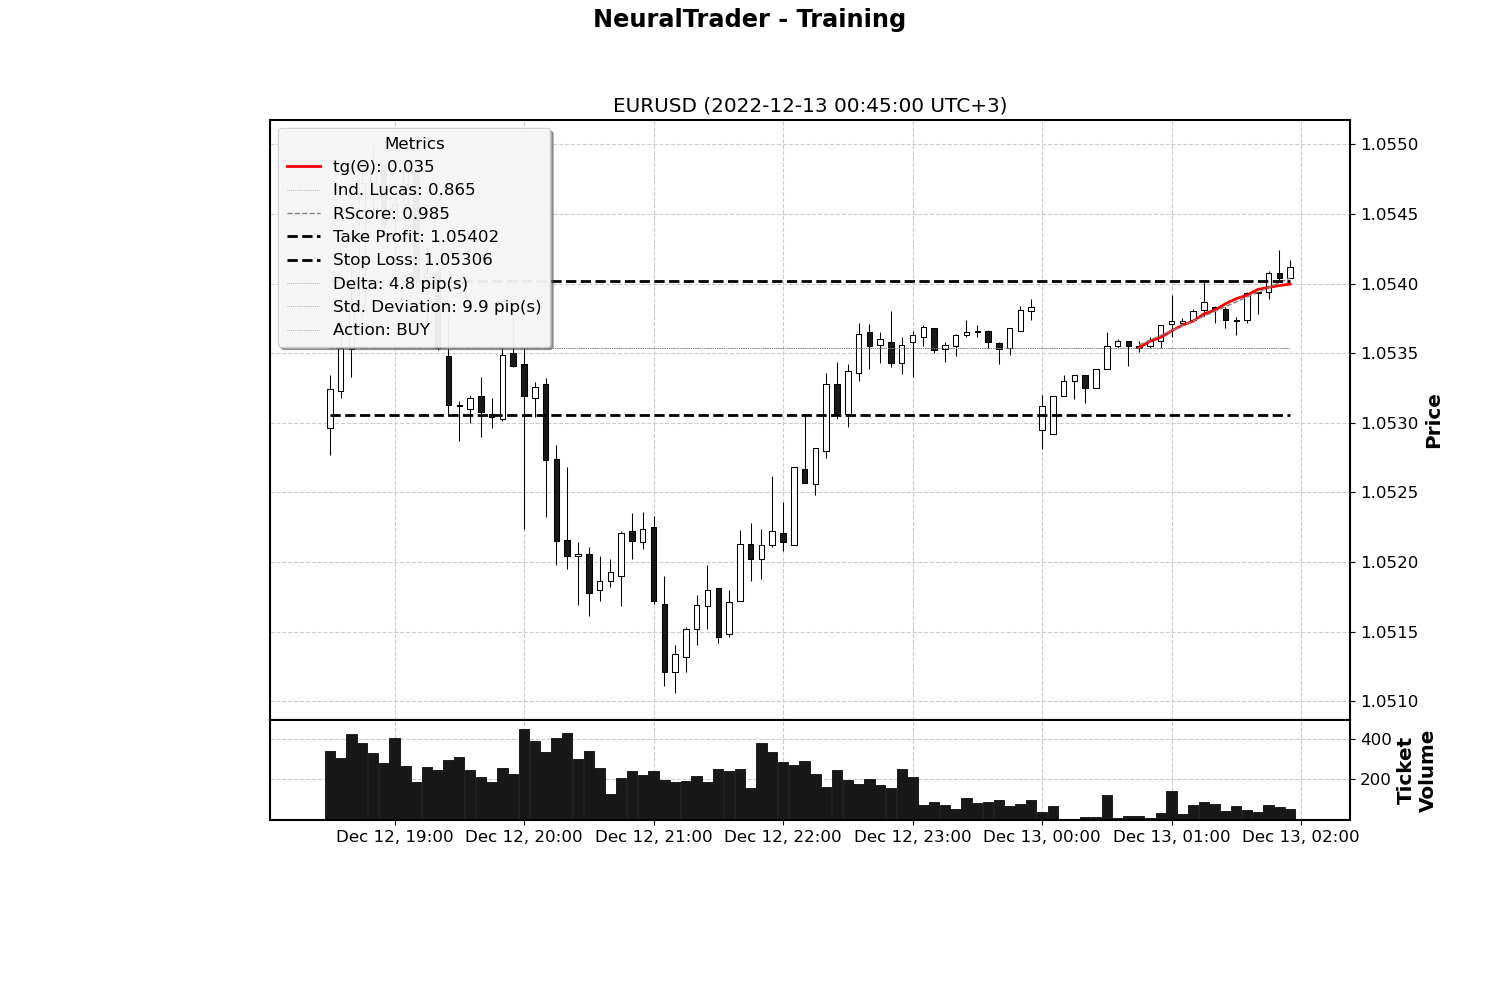 NeuralTrader - Training
EURUSD (2022-12-13 00:45:00 UTC+3)
Metrics
tg(Θ): 0.035
Ind. Lucas: 0.865
RScore: 0.985
Take Profit: 1.05402
Stop Loss: 1.05306
Delta: 4.8 pip(s)
Std. Deviation: 9.9 pip(s)
Action: BUY
1.0550
1.0545
1.0540
1.0535
1.0530
1.0525
1.0520
1.0515
1.0510
Price
400
200
Ticket
Volume
Dec 12, 19:00 Dec 12, 20:00 Dec 12, 21:00 Dec 12, 22:00 Dec 12, 23:00 Dec 13, 00:00 Dec 13, 01:00 Dec 13, 02:00